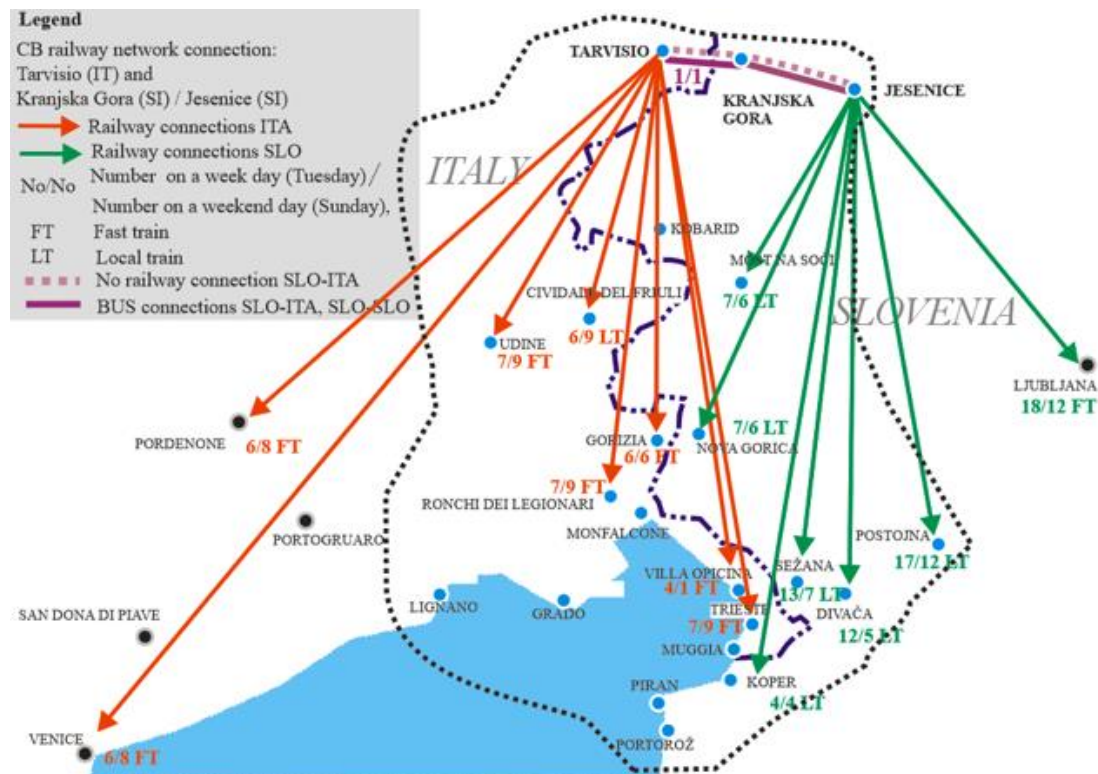 Legend
CB railway network connection:
Tarvisio (IT) and
Kranjska Gora (SI) / Jesenice (SI)
Railway connections ITA
Railway connections SLO
No/No Number on a week day (Tuesday)/
Number on a weekend day (Sunday),
FT Fast train
LT Local train
No railway connection SLO-ITA
BUS connections SLO-ITA, SLO-SLO
TARVISIO
1/1
KRANJSKA
GORA
JESENICE
ITALY
KOBARID
MOST NA SOČI
7/6 LT
CIVIDALE DEL FRIULI
6/9 LT
SLOVENIA
UDINE
7/9 FT
LJUBLJANA
18/12 FT
PORDENONE
6/8 FT
GORIZIA
6/6 FT
7/6 LT
NOVA GORICA
7/9 FT
RONCHI DEI LEGIONARI
MONFALCONE
PORTOGRUARO
POSTOJNA
17/12 LT
VILLA OPICINA
4/1 FT
SEŽANA
13/7 LT
DIVAČA
12/5 LT
LIGNANO
GRADO
TRIESTE
7/9 FT
SAN DONA DI PIAVE
MUGGIA
KOPER
4/4 LT
PIRAN
PORTOROŽ
VENICE
6/8 FT